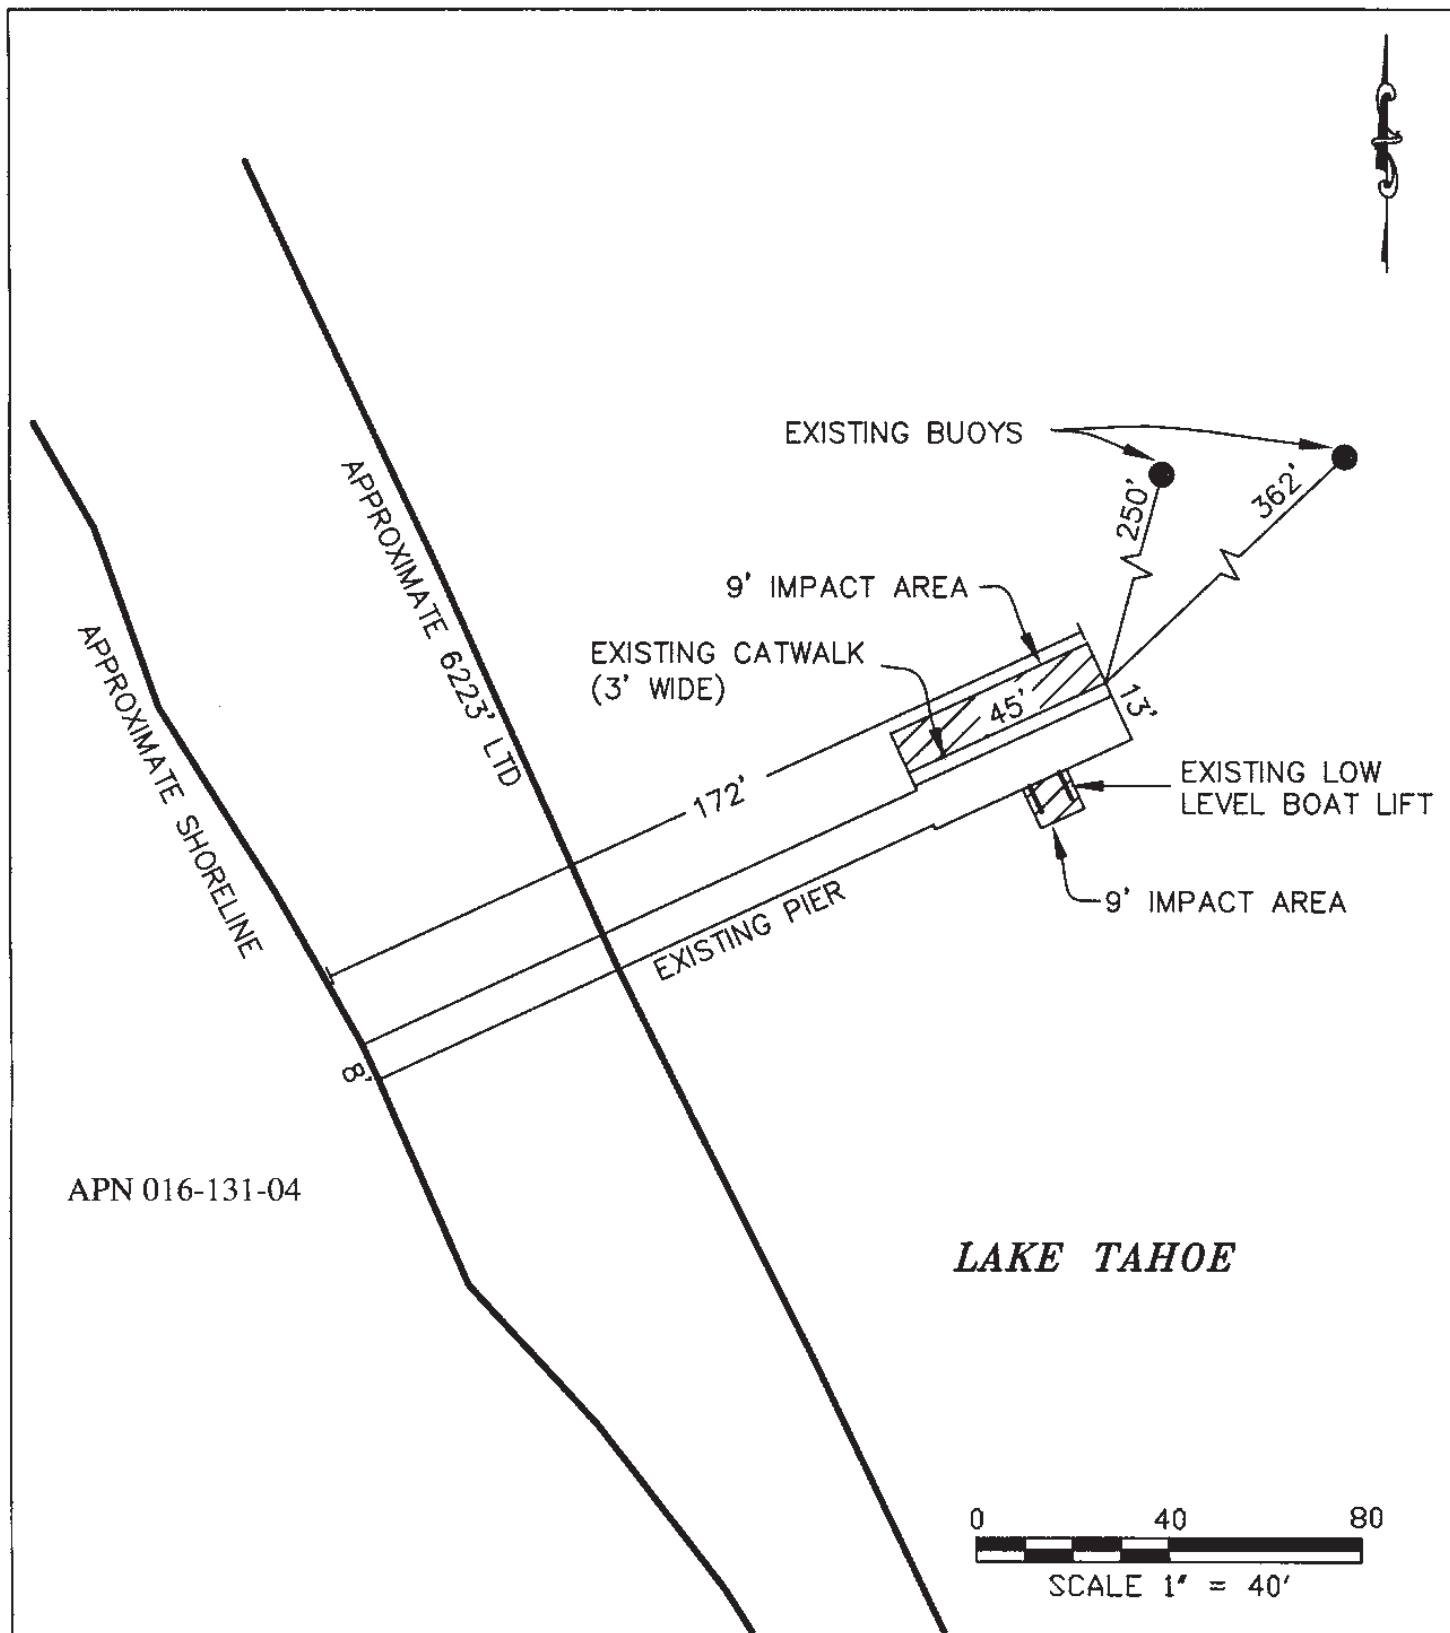 EXISTING BUOYS
250'
362'
APPROXIMATE 6223' LTD
9' IMPACT AREA
EXISTING CATWALK
(3' WIDE)
45'
13'
APPROXIMATE SHORELINE
172'
EXISTING LOW
LEVEL BOAT LIFT
9' IMPACT AREA
EXISTING PIER
8'
APN 016-131-04
LAKE TAHOE
0 40 80
SCALE 1" = 40'